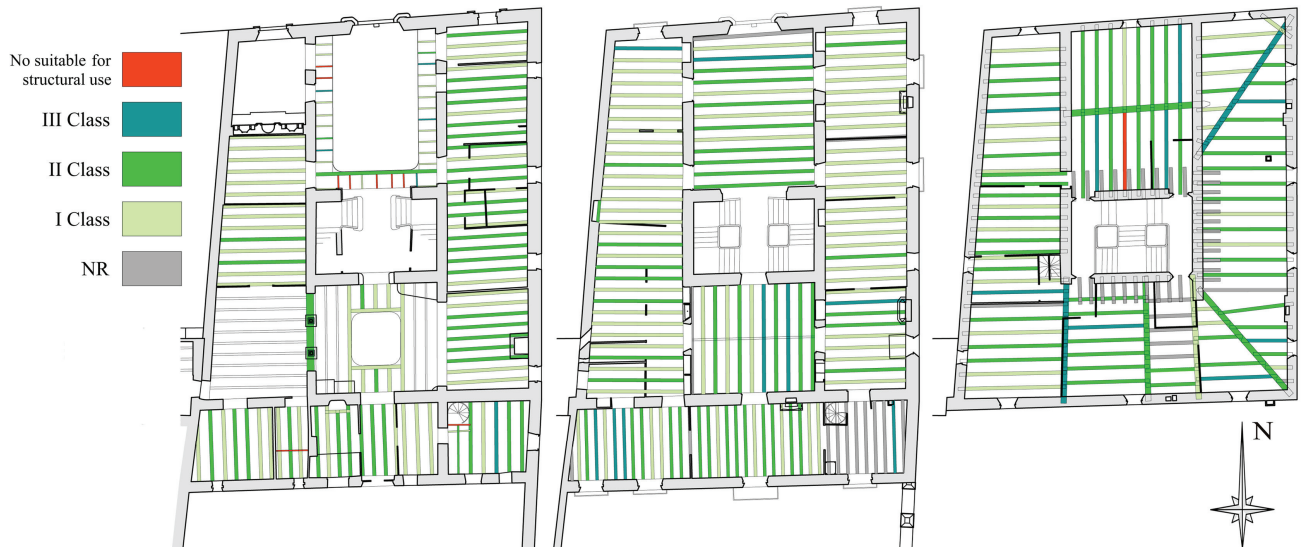 No suitable for
structural use
III Class
II Class
I Class
NR
N